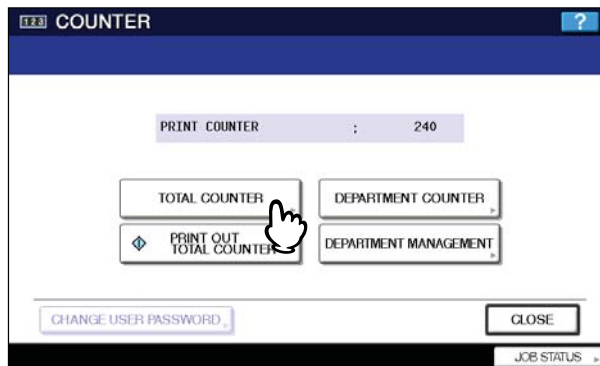 123 COUNTER ?
PRINT COUNTER : 240
TOTAL COUNTER
DEPARTMENT COUNTER
PRINT OUT
TOTAL COUNTER
DEPARTMENT MANAGEMENT
CHANGE USER PASSWORD
CLOSE
JOB STATUS